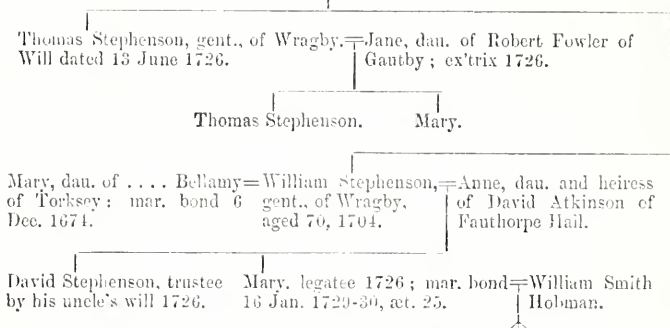 Thomas Stephenson, gent., of Wragby.=Jane, dau. of Robert Fowler of
Will dated 13 June 1726. Gautby; ex'trix 1726.
Thomas Stephenson. Mary.
Mary, dau. of .... Bellamy=William Stephenson,=Anne, dau. and heiress
of Torksey: mar. bond 6 gent., of Wragby, of David Atkinson of
Dec. 1674. aged 70, 1704. Fauthorpe Hall.
David Stephenson, trustee Mary, legatee 1726; mar. bond=William Smith
by his uncle's will 1726. 16 Jan. 1729-30, æt. 25. Hobman.